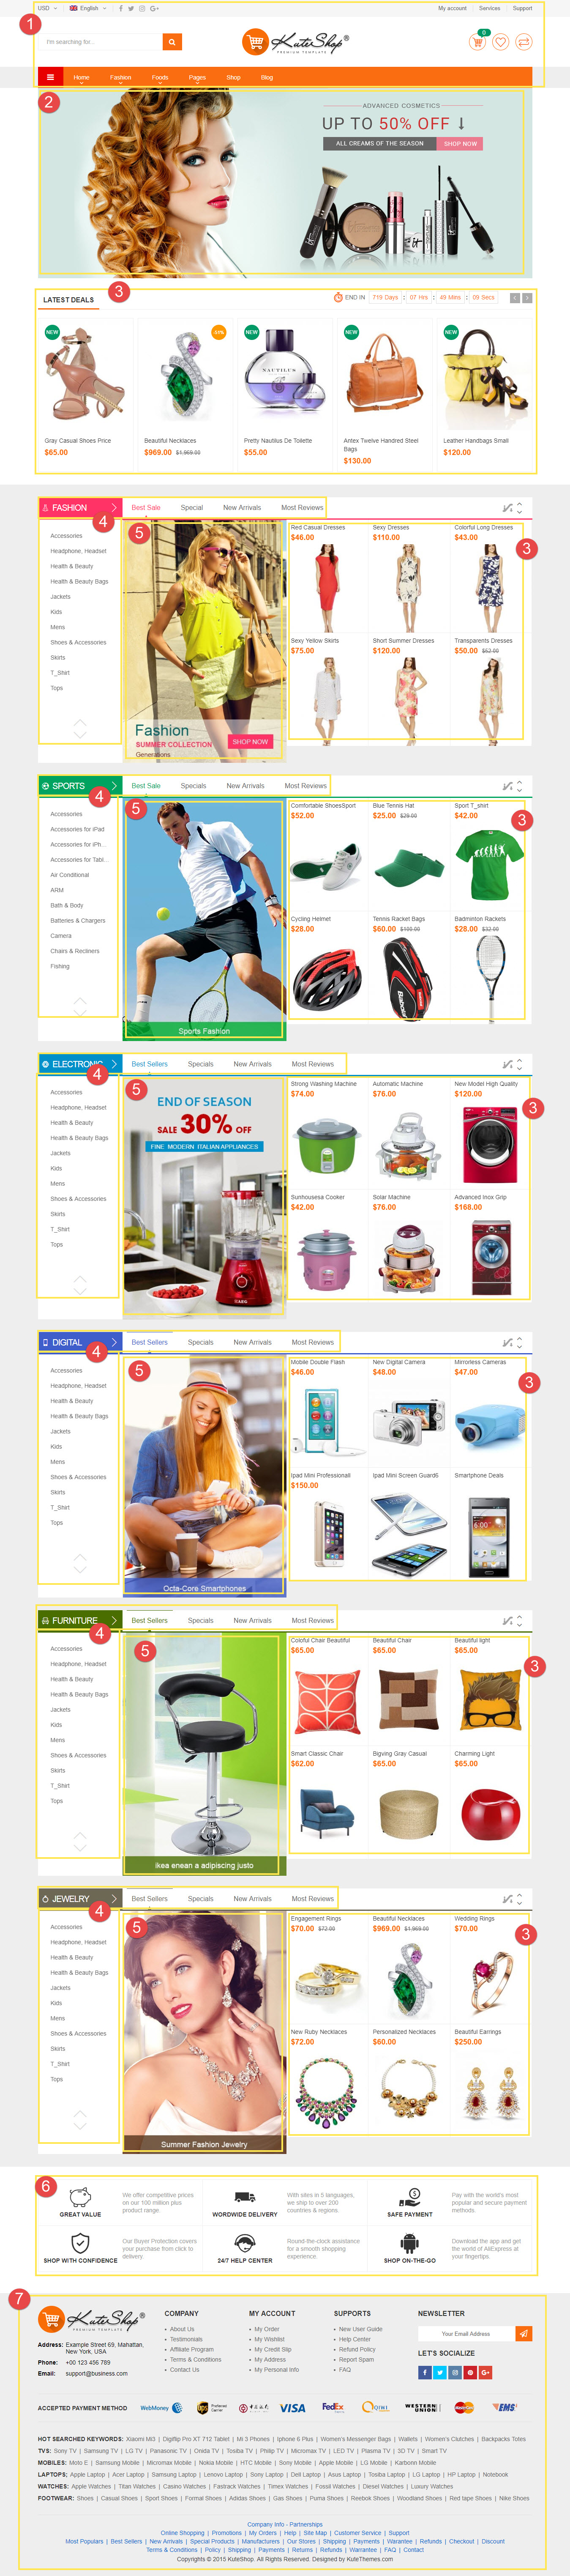 USD English My account Services Support
1
I'm searching for .. KuteShop 0
PREMIUM TEMPLATE
Home Fashion Foods Pages Shop Blog
2
ADVANCED COSMETICS
UP TO 50% OFF
ALL CREAMS OF THE SEASON SHOP NOW
3
LATEST DEALS END IN 719 Days : 07 Hrs : 49 Mins : 09 Secs
NEW NEW NEW NEW
NAUTILUS
Gray Casual Shoes Price
$65.00
Beautiful Necklaces
$969.00 $1,969.00
Pretty Nautilus De Toilette
$55.00
Antex Twelve Handred Steel
Bags
$130.00
Leather Handbags Small
$120.00
FASHION Best Sale Special New Arrivals Most Reviews
4 5 3
Accessories
Headphone, Headset
Health & Beauty
Health & Beauty Bags
Jackets
Kids
Mens
Shoes & Accessories
Skirts
T_Shirt
Tops
Fashion
SUMMER COLLECTION
Generations
SHOP NOW
Red Casual Dresses
$46.00
Sexy Dresses
$110.00
Colorful Long Dresses
$43.00
Sexy Yellow Skirts
$75.00
Short Summer Dresses
$120.00
Transparents Dresses
$50.00 $62.00
SPORTS Best Sale Specials New Arrivals Most Reviews
4 5 3
Accessories
Accessories for iPad
Accessories for iPh...
Accessories for Tabl...
Air Conditional
ARM
Bath & Body
Batteries & Chargers
Camera
Chairs & Recliners
Fishing
Sports Fashion
Comfortable ShoesSport
$52.00
Blue Tennis Hat
$25.00 $29.00
Sport T_shirt
$42.00
Cycling Helmet
$28.00
Tennis Racket Bags
$60.00 $100.00
Badminton Rackets
$28.00 $32.00
Babolat
ELECTRONIC Best Sellers Specials New Arrivals Most Reviews
4 5 3
Accessories
Headphone, Headset
Health & Beauty
Health & Beauty Bags
Jackets
Kids
Mens
Shoes & Accessories
Skirts
T_Shirt
Tops
END OF SEASON
SALE 30% OFF
FINE MODERN ITALIAN APPLIANCES
AEG
Strong Washing Machine
$74.00
Automatic Machine
$76.00
New Model High Quality
$120.00
Sunhousesa Cooker
$42.00
Solar Machine
$76.00
Advanced Inox Grip
$168.00
DIGITAL Best Sellers Specials New Arrivals Most Reviews
4 5 3
Accessories
Headphone, Headset
Health & Beauty
Health & Beauty Bags
Jackets
Kids
Mens
Shoes & Accessories
Skirts
T_Shirt
Tops
Octa-Core Smartphones
Mobile Double Flash
$46.00
New Digital Camera
$48.00
Mirrorless Cameras
$47.00
Ipad Mini Professionail
$150.00
Ipad Mini Screen Guard6
Smartphone Deals
6:00
FURNITURE Best Sellers Specials New Arrivals Most Reviews
4 5 3
Accessories
Headphone, Headset
Health & Beauty
Health & Beauty Bags
Jackets
Kids
Mens
Shoes & Accessories
Skirts
T_Shirt
Tops
ikea enean a adipiscing justo
Coloful Chair Beautiful
$65.00
Beautiful Chair
$65.00
Beautiful light
$65.00
Smart Classic Chair
$62.00
Bigving Gray Casual
$65.00
Charming Light
$65.00
JEWELRY Best Sellers Specials New Arrivals Most Reviews
4 5 3
Accessories
Headphone, Headset
Health & Beauty
Health & Beauty Bags
Jackets
Kids
Mens
Shoes & Accessories
Skirts
T_Shirt
Tops
Summer Fashion Jewelry
Engagement Rings
$70.00 $72.00
Beautiful Necklaces
$969.00 $1,969.00
Wedding Rings
$70.00
New Ruby Necklaces
$72.00
Personalized Necklaces
$60.00
Beautiful Earrings
$250.00
6
GREAT VALUE
We offer competitive prices
on our 100 million plus
product range.
WORDWIDE DELIVERY
With sites in 5 languages,
we ship to over 200
countries & regions.
SAFE PAYMENT
Pay with the world's most
popular and secure payment
methods.
SHOP WITH CONFIDENCE
Our Buyer Protection covers
your purchase from click to
delivery.
24/7 HELP CENTER
Round-the-clock assistance
for a smooth shopping
experience.
SHOP ON-THE-GO
Download the app and get
the world of AliExpress at
your fingertips.
7
KuteShop
PREMIUM TEMPLATE
Address: Example Street 69, Manhattan,
New York, USA
Phone: +00 123 456 789
Email: support@business.com
COMPANY
About Us
Testimonials
Affiliate Program
Terms & Conditions
Contact Us
MY ACCOUNT
My Order
My Wishlist
My Credit Slip
My Address
My Personal Info
SUPPORTS
New User Guide
Help Center
Refund Policy
Report Spam
FAQ
NEWSLETTER
Your Email Address
LET'S SOCIALIZE
ACCEPTED PAYMENT METHOD WebMoney ups VISA FedEx QIWI WESTERN UNION MasterCard EMS
HOT SEARCHED KEYWORDS: Xiaomi Mi3 | Digiflip Pro XT 712 Tablet | Mi 3 Phones | Iphone 6 Plus | Women's Messenger Bags | Wallets | Women's Clutches | Backpacks Totes
TVS: Sony TV | Samsung TV | LG TV | Panasonic TV | Onida TV | Tosiba TV | Philip TV | Micromax TV | LED TV | Plasma TV | 3D TV | Smart TV
MOBILES: Moto E | Samsung Mobile | Micromax Mobile | Nokia Mobile | HTC Mobile | Sony Mobile | Apple Mobile | LG Mobile | Karbonn Mobile
LAPTOPS: Apple Laptop | Acer Laptop | Samsung Laptop | Lenovo Laptop | Sony Laptop | Dell Laptop | Asus Laptop | Tosiba Laptop | LG Laptop | HP Laptop | Notebook
WATCHES: Apple Watches | Titan Watches | Casino Watches | Fastrack Watches | Timex Watches | Fossil Watches | Diesel Watches | Luxury Watches
FOOTWEAR: Shoes | Casual Shoes | Sport Shoes | Formal Shoes | Adidas Shoes | Gas Shoes | Puma Shoes | Reebok Shoes | Woodland Shoes | Red tape Shoes | Nike Shoes
Company Info - Partnerships
Online Shopping | Promotions | My Orders | Help | Site Map | Customer Service | Support
Most Populars | Best Sellers | New Arrivals | Special Products | Manufacturers | Our Stores | Shipping | Payments | Warantee | Refunds | Checkout | Discount
Terms & Conditions | Policy | Shipping | Payments | Returns | Refunds | Warrantee | FAQ | Contact
Copyrights © 2015 KuteShop. All Rights Reserved. Designed by KuteThemes.com